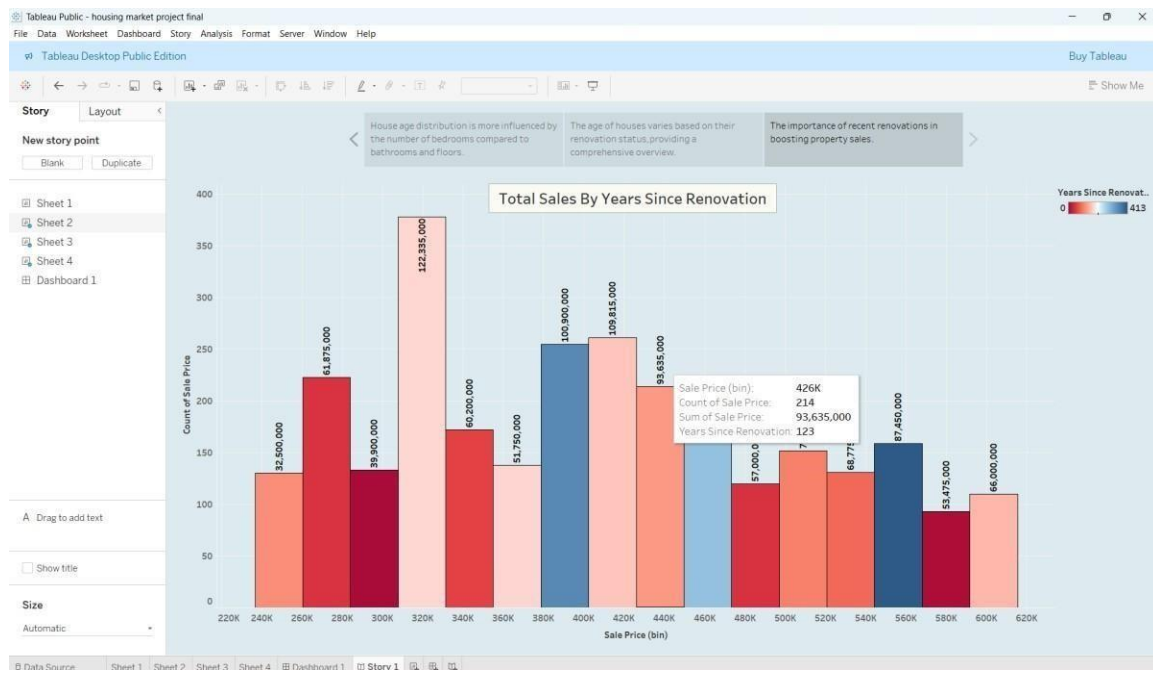 Tableau Public - housing market project final
File Data Worksheet Dashboard Story Analysis Format Server Window Help
Tableau Desktop Public Edition
Buy Tableau
Show Me
Story Layout
New story point
Blank Duplicate
Sheet 1
Sheet 2
Sheet 3
Sheet 4
Dashboard 1
A Drag to add text
Show title
Size
Automatic
House age distribution is more influenced by
the number of bedrooms compared to
bathrooms and floors.
The age of houses varies based on their
renovation status, providing a
comprehensive overview.
The importance of recent renovations in
boosting property sales.
Total Sales By Years Since Renovation
Years Since Renovat..
0 413
Count of Sale Price
400
350
300
250
200
150
100
50
0
32,500,000
61,875,000
39,900,000
122,335,000
60,200,000
51,750,000
100,900,000
109,815,000
93,635,000
57,000,0
7
68,775
87,450,000
53,475,000
66,000,000
Sale Price (bin): 426K
Count of Sale Price: 214
Sum of Sale Price: 93,635,000
Years Since Renovation: 123
220K 240K 260K 280K 300K 320K 340K 360K 380K 400K 420K 440K 460K 480K 500K 520K 540K 560K 580K 600K 620K
Sale Price (bin)
Data Source Sheet 1 Sheet 2 Sheet 3 Sheet 4 Dashboard 1 Story 1